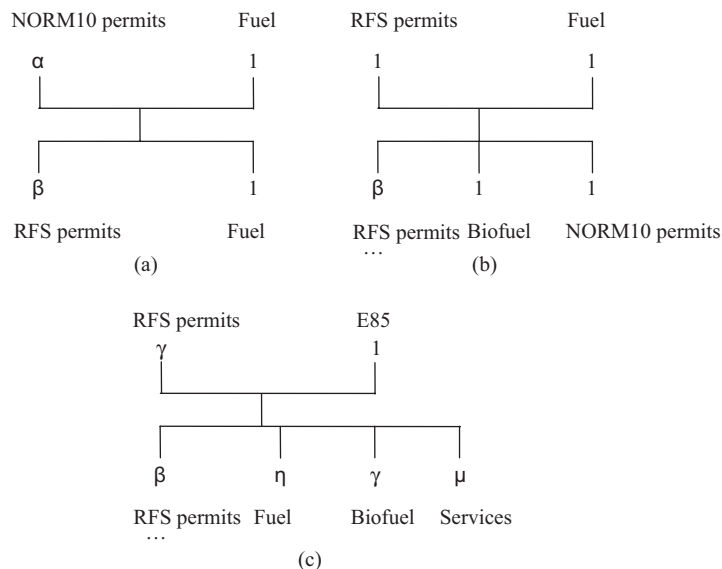 NORM10 permits Fuel
α 1
β 1
RFS permits Fuel
(a)
RFS permits Fuel
1 1
β 1 1
RFS permits Biofuel NORM10 permits
...
(b)
RFS permits E85
γ 1
β η γ μ
RFS permits Fuel Biofuel Services
...
(c)